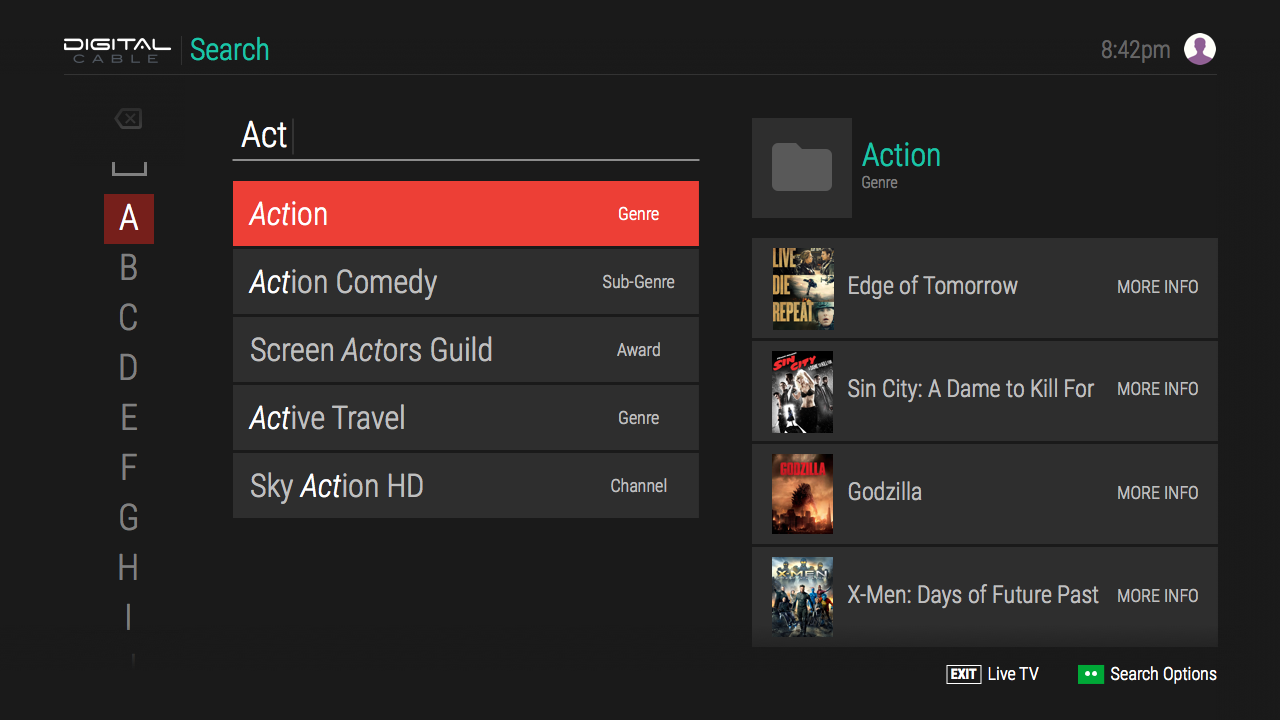 DIGITAL
CABLE
Search
8:42pm
A
B
C
D
E
F
G
H
I
Act
Action Genre
Action Comedy Sub-Genre
Screen Actors Guild Award
Active Travel Genre
Sky Action HD Channel
Action
Genre
LIVE
DIE
REPEAT
Edge of Tomorrow MORE INFO
SIN CITY
Sin City: A Dame to Kill For MORE INFO
GODZILLA
Godzilla MORE INFO
X-MEN
X-Men: Days of Future Past MORE INFO
EXIT Live TV
Search Options